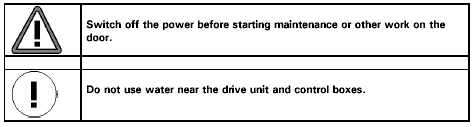 Switch off the power before starting maintenance or other work on the
door.
Do not use water near the drive unit and control boxes.